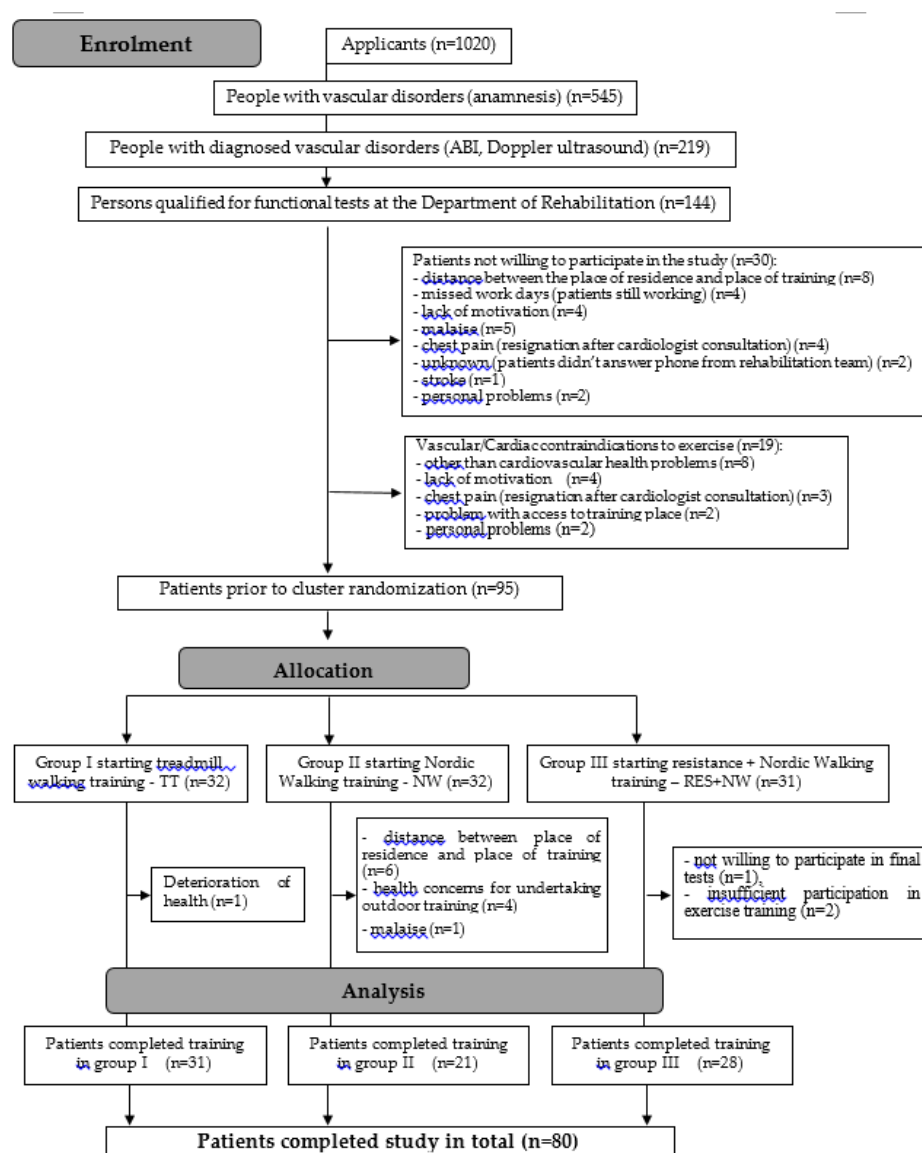 Enrolment
Applicants (n=1020)
People with vascular disorders (anamnesis) (n=545)
People with diagnosed vascular disorders (ABI, Doppler ultrasound) (n=219)
Persons qualified for functional tests at the Department of Rehabilitation (n=144)
Patients not willing to participate in the study (n=30):
- distance between the place of residence and place of training (n=8)
- missed work days (patients still working) (n=4)
- lack of motivation (n=4)
- malaise (n=5)
- chest pain (resignation after cardiologist consultation) (n=4)
- unknown (patients didn't answer phone from rehabilitation team) (n=2)
- stroke (n=1)
- personal problems (n=2)
Vascular/Cardiac contraindications to exercise (n=19):
- other than cardiovascular health problems (n=8)
- lack of motivation (n=4)
- chest pain (resignation after cardiologist consultation) (n=3)
- problem with access to training place (n=2)
- personal problems (n=2)
Patients prior to cluster randomization (n=95)
Allocation
Group I starting treadmill
walking training - TT (n=32)
Group II starting Nordic
Walking training - NW (n=32)
Group III starting resistance + Nordic Walking
training – RES+NW (n=31)
Deterioration of
health (n=1)
- distance between place of
residence and place of training
(n=6)
- health concerns for undertaking
outdoor training (n=4)
- malaise (n=1)
- not willing to participate in final
tests (n=1),
- insufficient participation in
exercise training (n=2)
Analysis
Patients completed training
in group I (n=31)
Patients completed training
in group II (n=21)
Patients completed training
in group III (n=28)
Patients completed study in total (n=80)